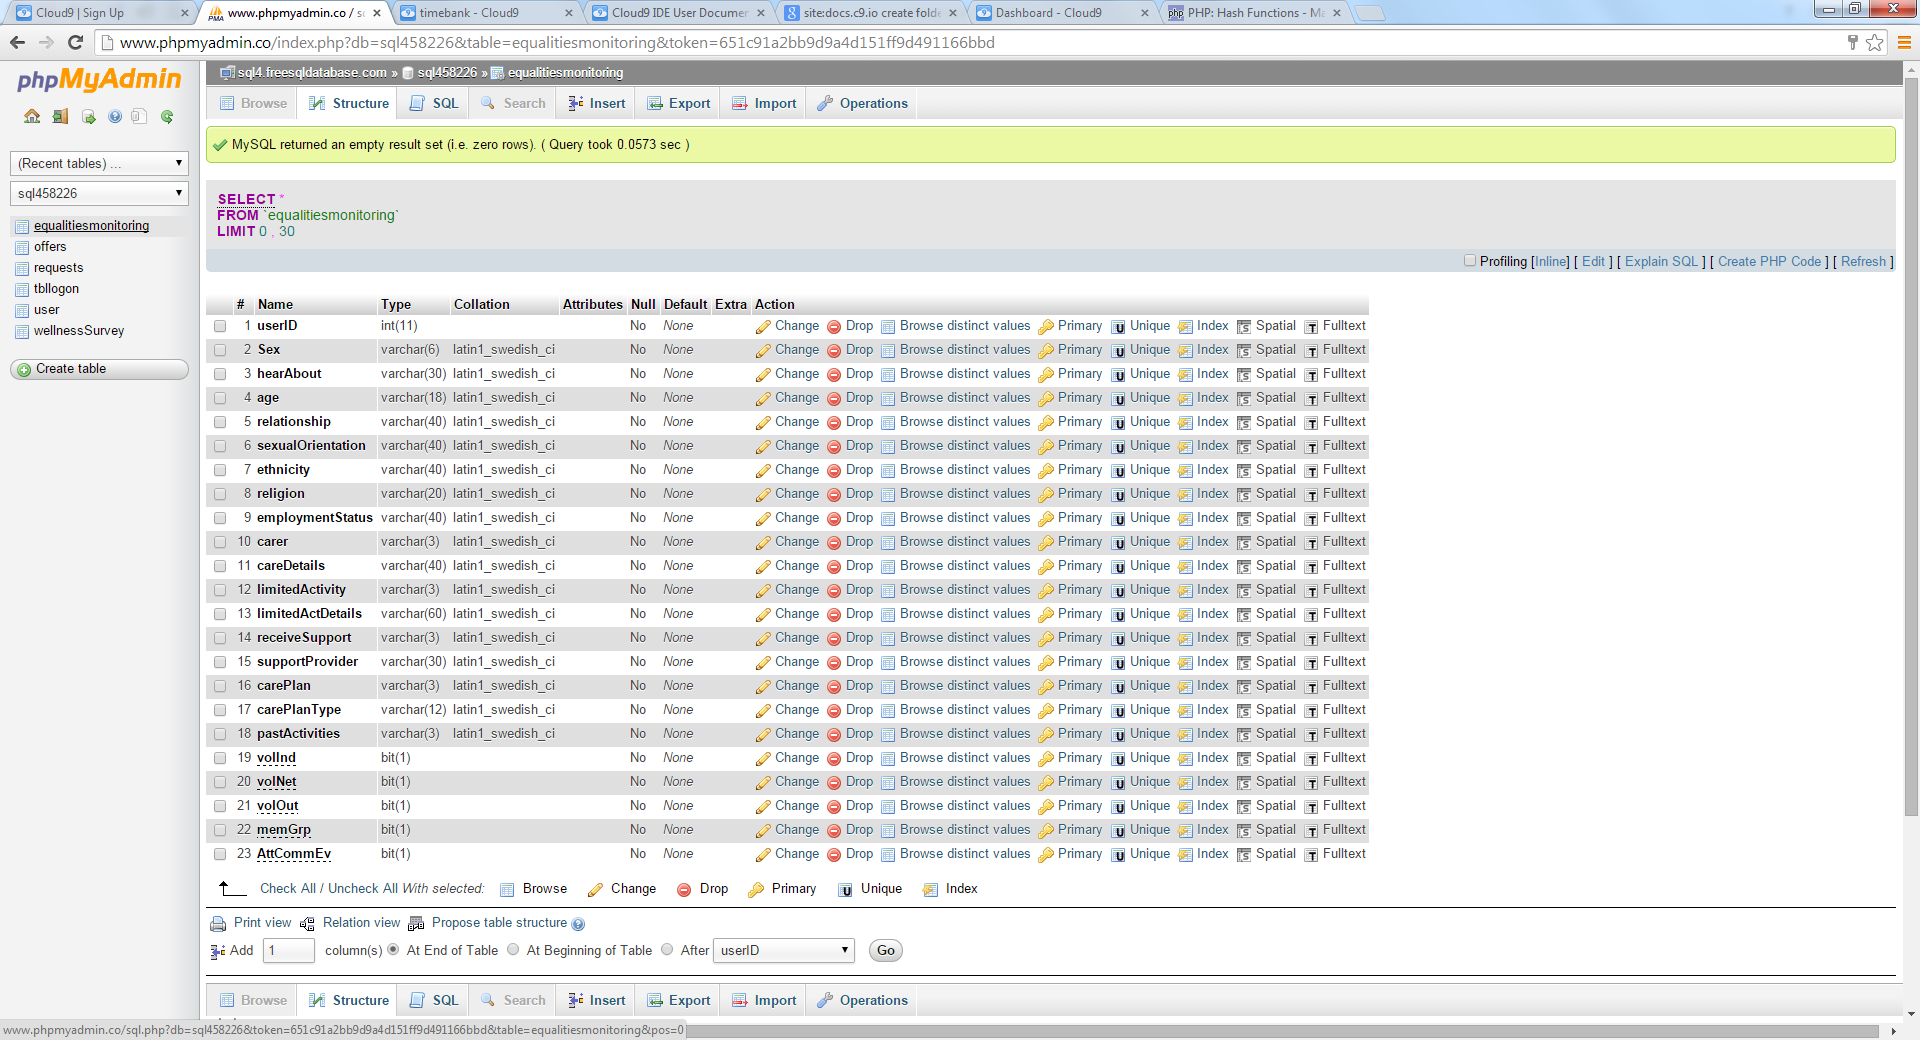 Cloud9 | Sign Up
www.phpmyadmin.co / s
timebank - Cloud9
Cloud9 IDE User Documen
site:docs.c9.io create folde
Dashboard - Cloud9
PHP: Hash Functions - Ma
www.phpmyadmin.co/index.php?db=sql458226&table=equalitiesmonitoring&token=651c91a2bb9d9a4d151ff9d491166bbd
phpMyAdmin
(Recent tables) ...
sql458226
equalitiesmonitoring
offers
requests
tbllogon
user
wellnessSurvey
Create table
sql4.freesqldatabase.com » sql458226 » equalitiesmonitoring
Browse Structure SQL Search Insert Export Import Operations
MySQL returned an empty result set (i.e. zero rows). ( Query took 0.0573 sec )
SELECT *
FROM `equalitiesmonitoring`
LIMIT 0 , 30
Profiling [Inline] [ Edit ] [ Explain SQL ] [ Create PHP Code ] [ Refresh ]
# Name Type Collation Attributes Null Default Extra Action
1 userID int(11) No None Change Drop Browse distinct values Primary Unique Index Spatial Fulltext
2 Sex varchar(6) latin1_swedish_ci No None Change Drop Browse distinct values Primary Unique Index Spatial Fulltext
3 hearAbout varchar(30) latin1_swedish_ci No None Change Drop Browse distinct values Primary Unique Index Spatial Fulltext
4 age varchar(18) latin1_swedish_ci No None Change Drop Browse distinct values Primary Unique Index Spatial Fulltext
5 relationship varchar(40) latin1_swedish_ci No None Change Drop Browse distinct values Primary Unique Index Spatial Fulltext
6 sexualOrientation varchar(40) latin1_swedish_ci No None Change Drop Browse distinct values Primary Unique Index Spatial Fulltext
7 ethnicity varchar(40) latin1_swedish_ci No None Change Drop Browse distinct values Primary Unique Index Spatial Fulltext
8 religion varchar(20) latin1_swedish_ci No None Change Drop Browse distinct values Primary Unique Index Spatial Fulltext
9 employmentStatus varchar(40) latin1_swedish_ci No None Change Drop Browse distinct values Primary Unique Index Spatial Fulltext
10 carer varchar(3) latin1_swedish_ci No None Change Drop Browse distinct values Primary Unique Index Spatial Fulltext
11 careDetails varchar(40) latin1_swedish_ci No None Change Drop Browse distinct values Primary Unique Index Spatial Fulltext
12 limitedActivity varchar(3) latin1_swedish_ci No None Change Drop Browse distinct values Primary Unique Index Spatial Fulltext
13 limitedActDetails varchar(60) latin1_swedish_ci No None Change Drop Browse distinct values Primary Unique Index Spatial Fulltext
14 receiveSupport varchar(3) latin1_swedish_ci No None Change Drop Browse distinct values Primary Unique Index Spatial Fulltext
15 supportProvider varchar(30) latin1_swedish_ci No None Change Drop Browse distinct values Primary Unique Index Spatial Fulltext
16 carePlan varchar(3) latin1_swedish_ci No None Change Drop Browse distinct values Primary Unique Index Spatial Fulltext
17 carePlanType varchar(12) latin1_swedish_ci No None Change Drop Browse distinct values Primary Unique Index Spatial Fulltext
18 pastActivities varchar(3) latin1_swedish_ci No None Change Drop Browse distinct values Primary Unique Index Spatial Fulltext
19 volInd bit(1) No None Change Drop Browse distinct values Primary Unique Index Spatial Fulltext
20 volNet bit(1) No None Change Drop Browse distinct values Primary Unique Index Spatial Fulltext
21 volOut bit(1) No None Change Drop Browse distinct values Primary Unique Index Spatial Fulltext
22 memGrp bit(1) No None Change Drop Browse distinct values Primary Unique Index Spatial Fulltext
23 AttCommEv bit(1) No None Change Drop Browse distinct values Primary Unique Index Spatial Fulltext
Check All / Uncheck All With selected: Browse Change Drop Primary Unique Index
Print view Relation view Propose table structure
Add 1 column(s) At End of Table At Beginning of Table After userID Go
Browse Structure SQL Search Insert Export Import Operations
www.phpmyadmin.co/sql.php?db=sql458226&token=651c91a2bb9d9a4d151ff9d491166bbd&table=equalitiesmonitoring&pos=0